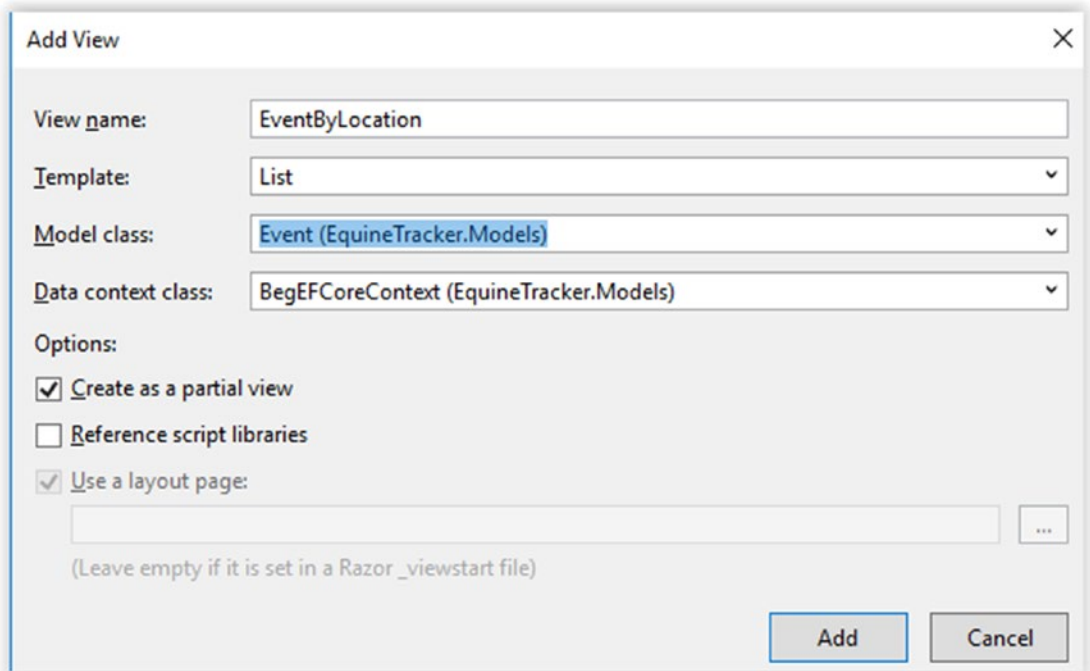 Add View
View name: EventByLocation
Template: List
Model class: Event (EquineTracker.Models)
Data context class: BegEFCoreContext (EquineTracker.Models)
Options:
Create as a partial view
Reference script libraries
Use a layout page:
...
(Leave empty if it is set in a Razor _viewstart file)
Add Cancel